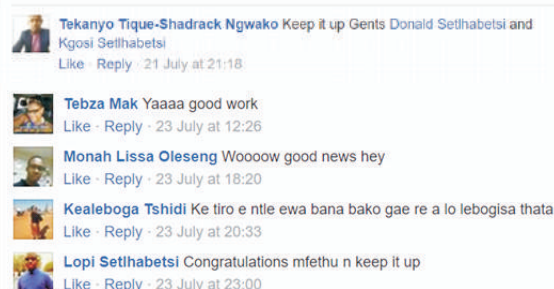 Tekanyo Tique-Shadrack Ngwako Keep it up Gents Donald Setlhabetsi and
Kgosi Setlhabetsi
Like · Reply · 21 July at 21:18
Tebza Mak Yaaaa good work
Like · Reply · 23 July at 12:26
Monah Lissa Oleseng Woooow good news hey
Like · Reply · 23 July at 18:20
Kealeboga Tshidi Ke tiro e ntle ewa bana bako gae re a lo lebogisa thata
Like · Reply · 23 July at 20:33
Lopi Setlhabetsi Congratulations mfethu n keep it up
Like · Reply · 23 July at 23:00